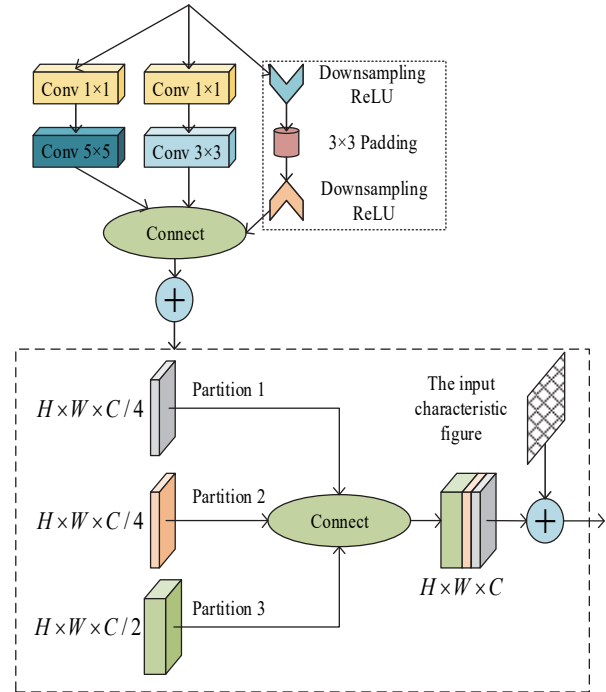 Conv 1×1
Conv 1×1
Downsampling
ReLU
Conv 5×5
Conv 3×3
3×3 Padding
Downsampling
ReLU
Connect
+
H×W×C/4
Partition 1
The input
characteristic
figure
H×W×C/4
Partition 2
Connect
+
H×W×C
H×W×C/2
Partition 3